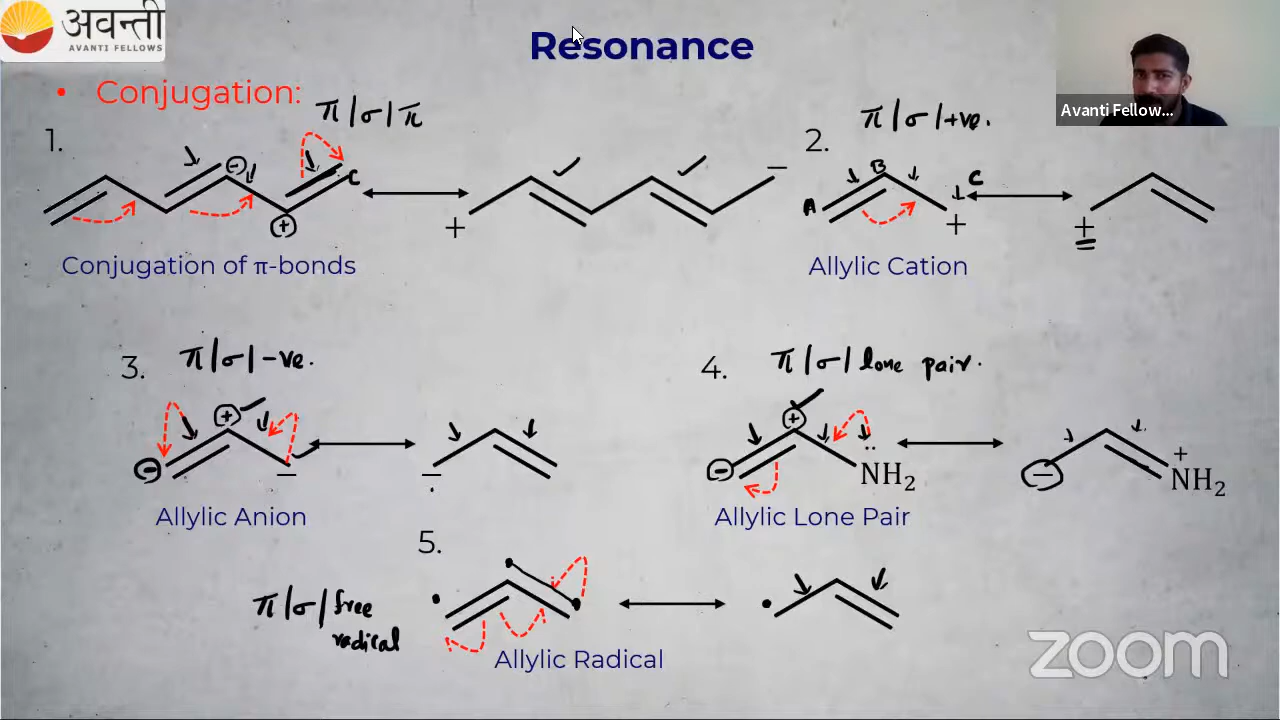 अवन्ती
AVANTI FELLOWS
Resonance
Avanti Fellow...
• Conjugation:
π|σ|π
π|σ|+ve.
1.
2.
⊖
C
B
C
A
⊕
+
−
+
+
Conjugation of π-bonds
Allylic Cation
π|σ|-ve.
π|σ|lone pair.
3.
4.
⊕
⊕
⊖
−
−
⊖
..
NH₂
⊖
+
NH₂
Allylic Anion
Allylic Lone Pair
5.
π|σ|free
radical
Allylic Radical
zoom